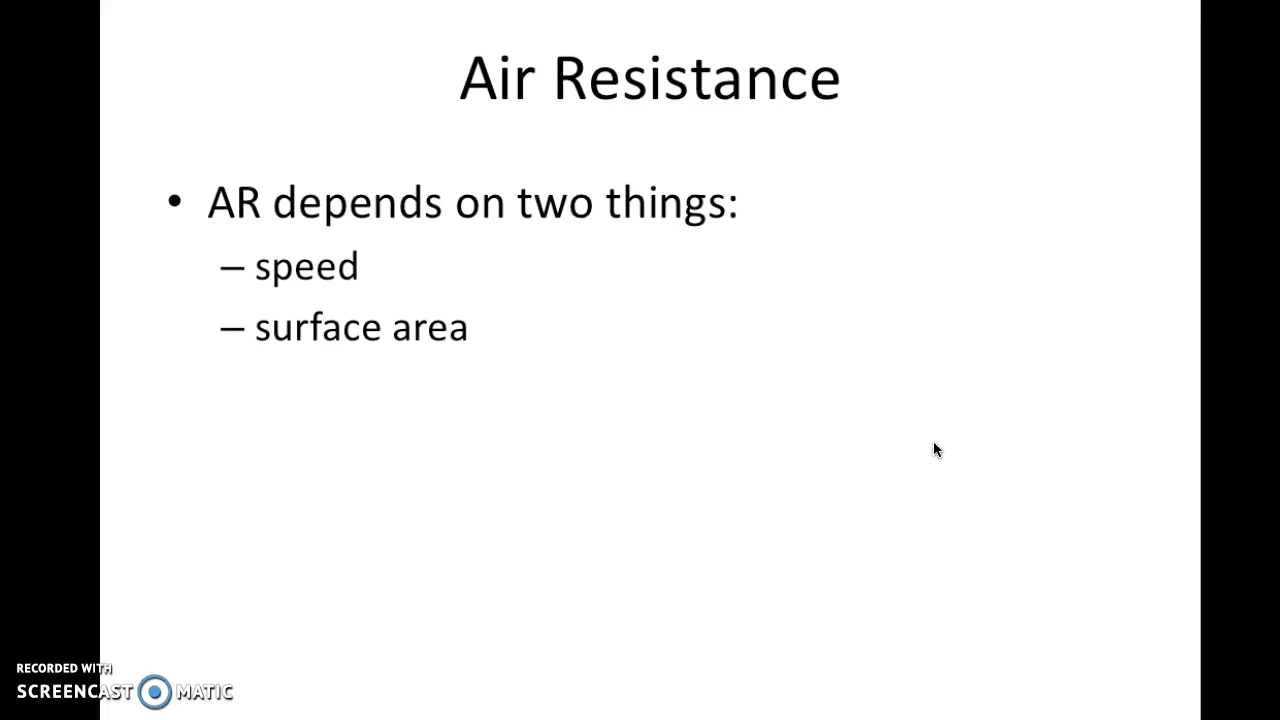 Air Resistance
• AR depends on two things:
– speed
– surface area
RECORDED WITH
SCREENCAST MATIC